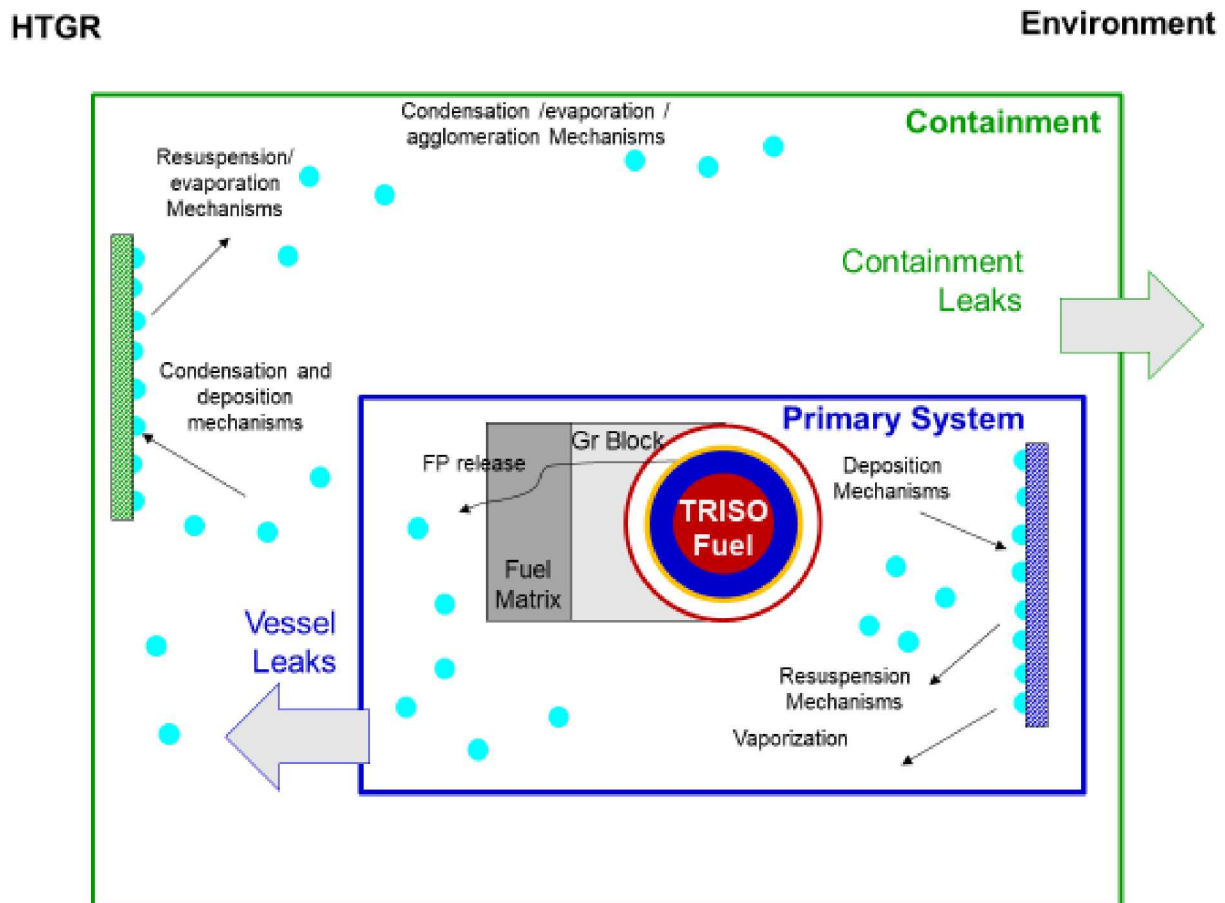 HTGR
Environment
Condensation /evaporation /
agglomeration Mechanisms
Containment
Resuspension/
evaporation
Mechanisms
Containment
Leaks
Condensation and
deposition
mechanisms
Primary System
Gr Block
FP release
Deposition
Mechanisms
TRISO
Fuel
Fuel
Matrix
Vessel
Leaks
Resuspension
Mechanisms
Vaporization